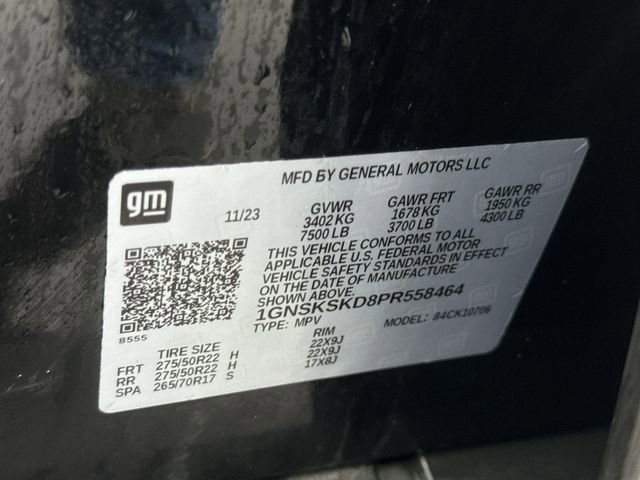 MFD BY GENERAL MOTORS LLC
gm
11/23
GVWR GAWR FRT GAWR RR
3402 KG 1678 KG 1950 KG
7500 LB 3700 LB 4300 LB
THIS VEHICLE CONFORMS TO ALL
APPLICABLE U.S. FEDERAL MOTOR
VEHICLE SAFETY STANDARDS IN EFFECT
ON THE DATE OF MANUFACTURE
SHOWN ABOVE.
1GNSKSKD8PR558464
TYPE: MPV MODEL: 84CK10706
8555
TIRE SIZE RIM
FRT 275/50R22 H 22X9J
RR 275/50R22 H 22X9J
SPA 265/70R17 S 17X8J